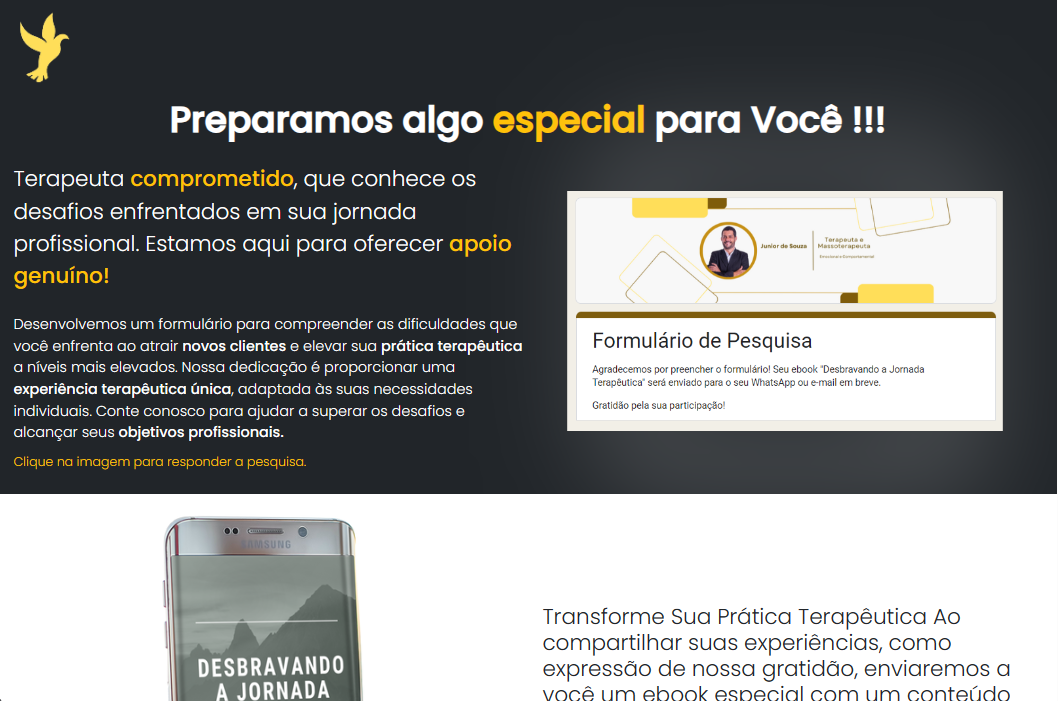 Preparamos algo especial para Você !!!
Terapeuta comprometido, que conhece os
desafios enfrentados em sua jornada
profissional. Estamos aqui para oferecer apoio
genuíno!
Desenvolvemos um formulário para compreender as dificuldades que
você enfrenta ao atrair novos clientes e elevar sua prática terapêutica
a níveis mais elevados. Nossa dedicação é proporcionar uma
experiência terapêutica única, adaptada às suas necessidades
individuais. Conte conosco para ajudar a superar os desafios e
alcançar seus objetivos profissionais.
Clique na imagem para responder a pesquisa.
Junior de Souza
Terapeuta e
Massoterapeuta
Emocional e Comportamental
Formulário de Pesquisa
Agradecemos por preencher o formulário! Seu ebook "Desbravando a Jornada
Terapêutica" será enviado para o seu WhatsApp ou e-mail em breve.
Gratidão pela sua participação!
SAMSUNG
DESBRAVANDO
A JORNADA
Transforme Sua Prática Terapêutica Ao
compartilhar suas experiências, como
expressão de nossa gratidão, enviaremos a
você um ebook especial com um conteúdo